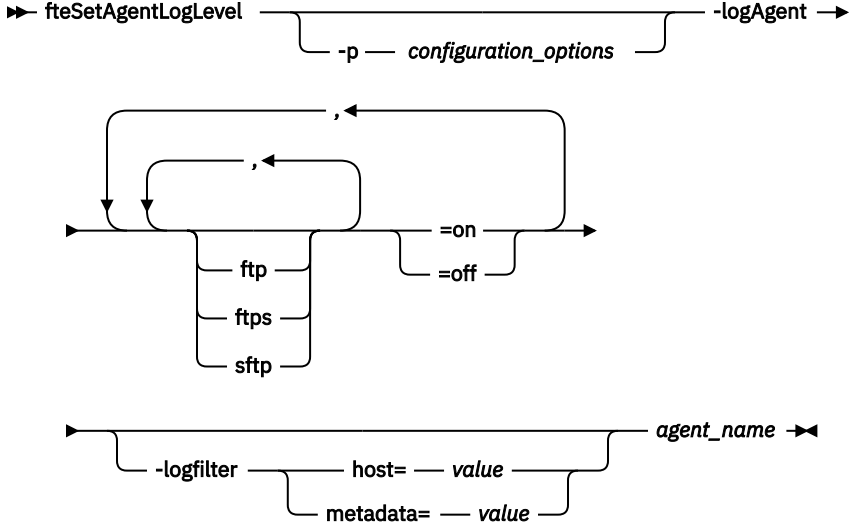 fteSetAgentLogLevel -logAgent
-p configuration_options
,
,
=on
ftp =off
ftps
sftp
agent_name
-logfilter host= value
metadata= value